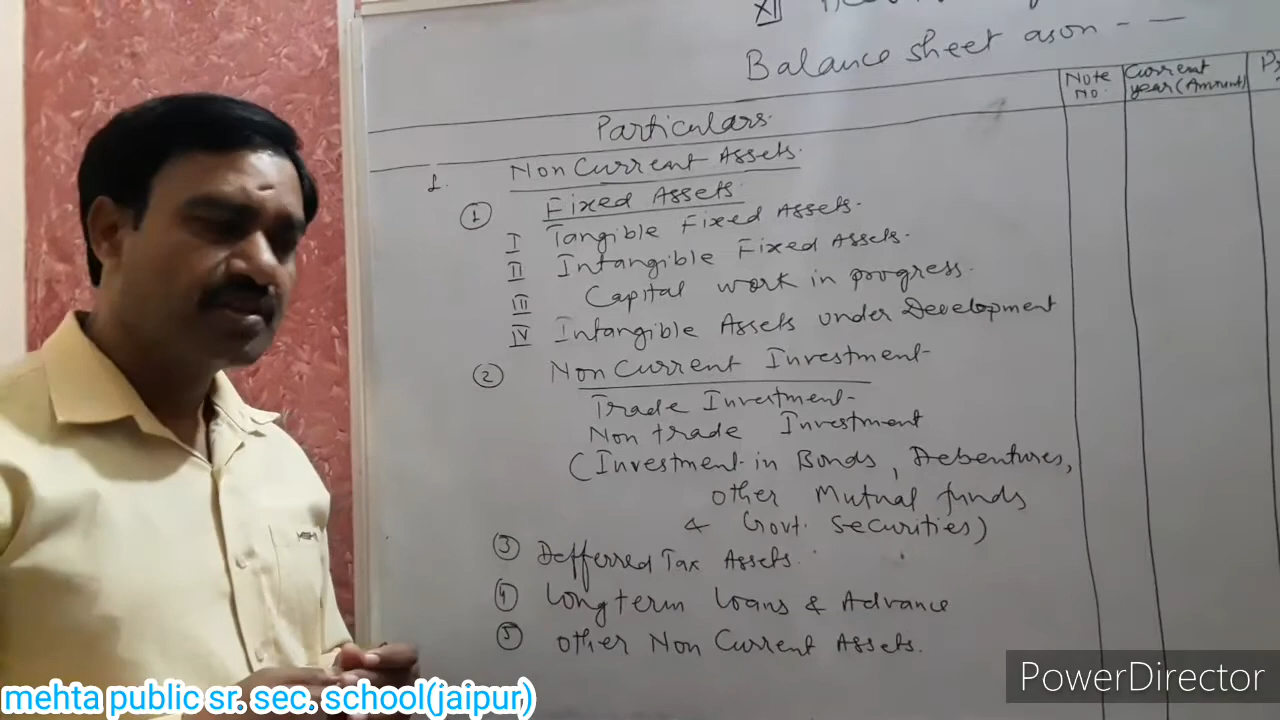 XII
Balance sheet as on - -
Particulars.
Note No.
Current year (Amount)
1. Non Current Assets.
① Fixed Assets.
I Tangible Fixed Assets.
II Intangible Fixed Assets.
III Capital work in progress.
IV Intangible Assets under Development
② Non Current Investment
Trade Investment
Non trade Investment
(Investment in Bonds, Debentures,
other Mutual funds
& Govt. Securities)
③ Defferred Tax Assets.
④ Long term loans & Advance
⑤ other Non Current Assets.
PowerDirector
mehta public sr. sec. school(jaipur)